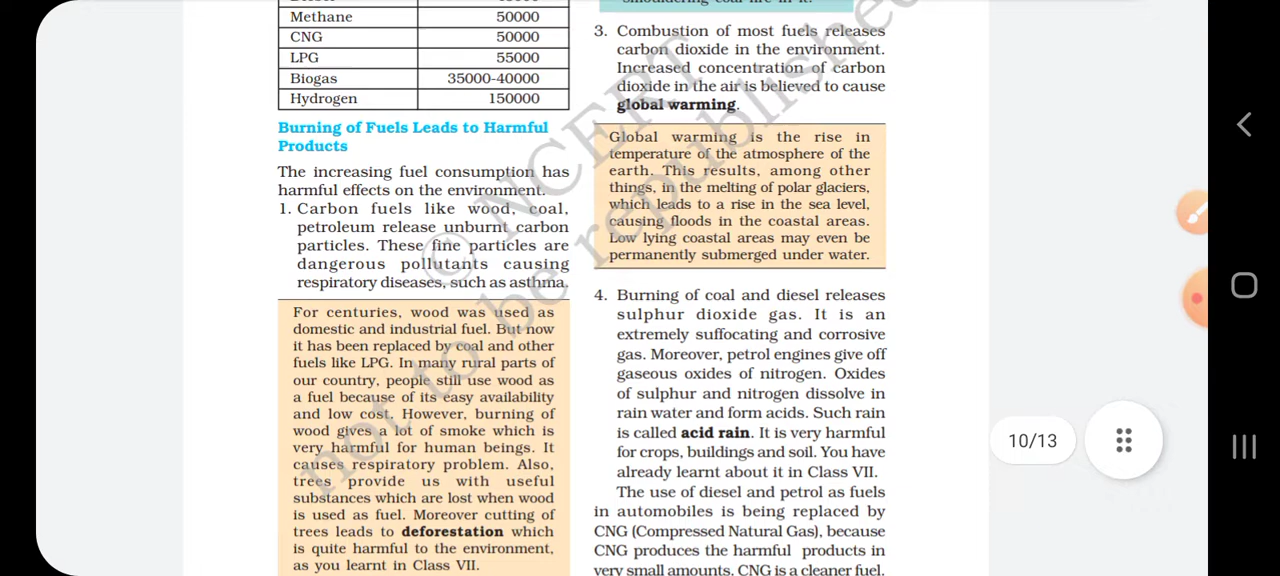 Methane 50000
CNG 50000
LPG 55000
Biogas 35000-40000
Hydrogen 150000
Burning of Fuels Leads to Harmful
Products
The increasing fuel consumption has
harmful effects on the environment.
1. Carbon fuels like wood, coal,
petroleum release unburnt carbon
particles. These fine particles are
dangerous pollutants causing
respiratory diseases, such as asthma.
For centuries, wood was used as
domestic and industrial fuel. But now
it has been replaced by coal and other
fuels like LPG. In many rural parts of
our country, people still use wood as
a fuel because of its easy availability
and low cost. However, burning of
wood gives a lot of smoke which is
very harmful for human beings. It
causes respiratory problem. Also,
trees provide us with useful
substances which are lost when wood
is used as fuel. Moreover cutting of
trees leads to deforestation which
is quite harmful to the environment,
as you learnt in Class VII.
3. Combustion of most fuels releases
carbon dioxide in the environment.
Increased concentration of carbon
dioxide in the air is believed to cause
global warming.
Global warming is the rise in
temperature of the atmosphere of the
earth. This results, among other
things, in the melting of polar glaciers,
which leads to a rise in the sea level,
causing floods in the coastal areas.
Low lying coastal areas may even be
permanently submerged under water.
4. Burning of coal and diesel releases
sulphur dioxide gas. It is an
extremely suffocating and corrosive
gas. Moreover, petrol engines give off
gaseous oxides of nitrogen. Oxides
of sulphur and nitrogen dissolve in
rain water and form acids. Such rain
is called acid rain. It is very harmful
for crops, buildings and soil. You have
already learnt about it in Class VII.
The use of diesel and petrol as fuels
in automobiles is being replaced by
CNG (Compressed Natural Gas), because
CNG produces the harmful products in
very small amounts. CNG is a cleaner fuel.
© NCERT
not to be republished
10/13